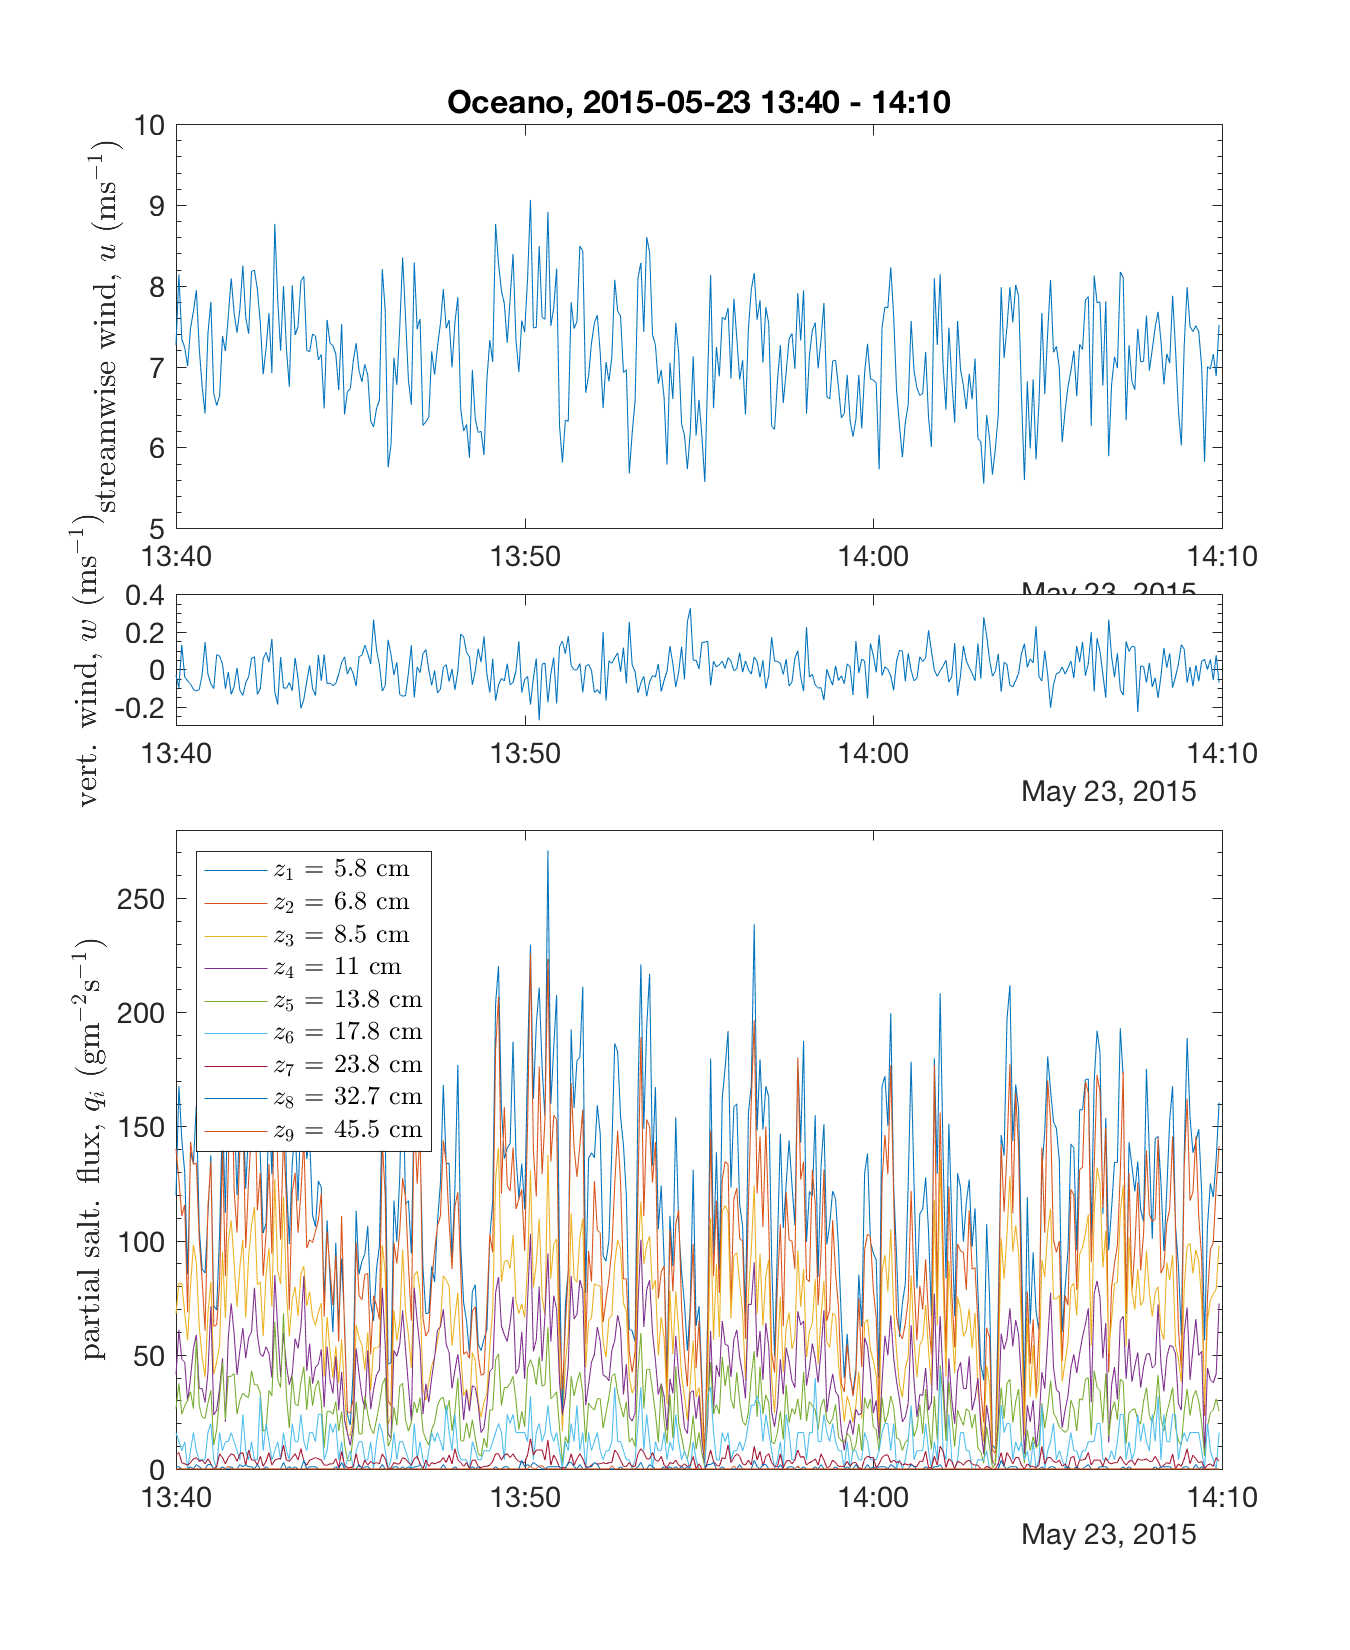 Oceano, 2015-05-23 13:40 - 14:10
streamwise wind, u (ms⁻¹)
10
9
8
7
6
5
13:40 13:50 14:00 14:10
May 23, 2015
vert. wind, w (ms⁻¹)
0.4
0.2
0
-0.2
13:40 13:50 14:00 14:10
May 23, 2015
partial salt. flux, qᵢ (gm⁻²s⁻¹)
250
200
150
100
50
0
z₁ = 5.8 cm
z₂ = 6.8 cm
z₃ = 8.5 cm
z₄ = 11 cm
z₅ = 13.8 cm
z₆ = 17.8 cm
z₇ = 23.8 cm
z₈ = 32.7 cm
z₉ = 45.5 cm
13:40 13:50 14:00 14:10
May 23, 2015